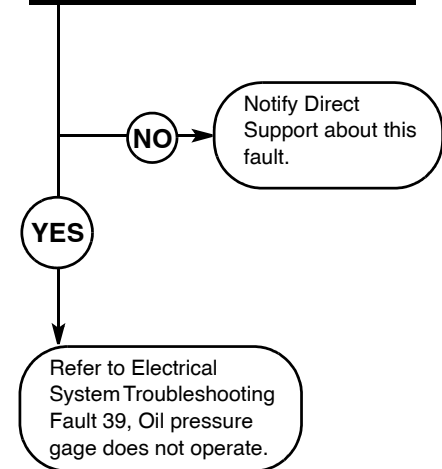 NO
Notify Direct
Support about this
fault.
YES
Refer to Electrical
System Troubleshooting
Fault 39, Oil pressure
gage does not operate.